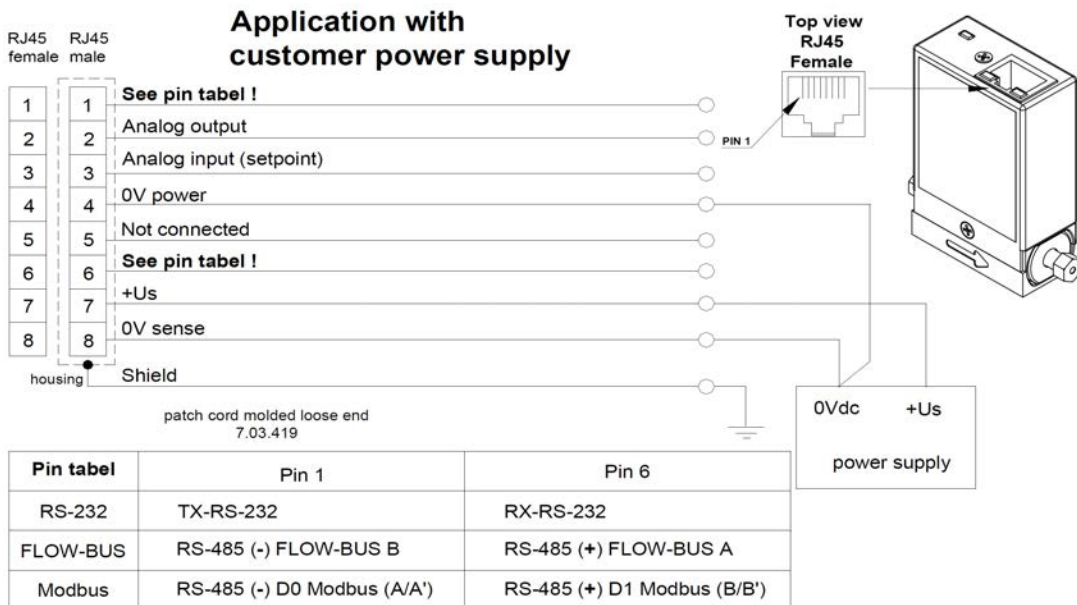 Application with
customer power supply
RJ45
female
RJ45
male
Top view
RJ45
Female
PIN 1
1
2
3
4
5
6
7
8
1
2
3
4
5
6
7
8
See pin tabel !
Analog output
Analog input (setpoint)
0V power
Not connected
See pin tabel !
+Us
0V sense
housing
Shield
patch cord molded loose end
7.03.419
0Vdc +Us
power supply
Pin tabel Pin 1 Pin 6
RS-232 TX-RS-232 RX-RS-232
FLOW-BUS RS-485 (-) FLOW-BUS B RS-485 (+) FLOW-BUS A
Modbus RS-485 (-) D0 Modbus (A/A') RS-485 (+) D1 Modbus (B/B')